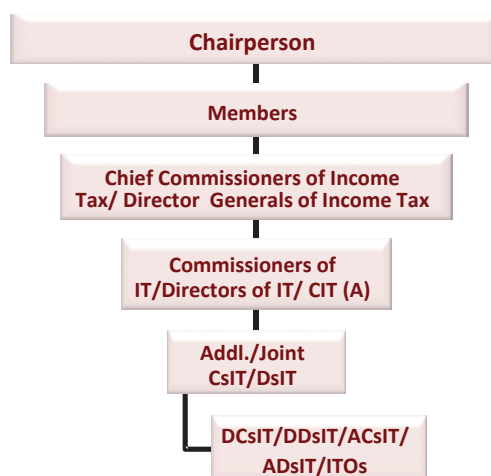 Chairperson
Members
Chief Commissioners of Income
Tax/ Director Generals of Income Tax
Commissioners of
IT/Directors of IT/ CIT (A)
Addl./Joint
CsIT/DsIT
DCsIT/DDsIT/ACsIT/
ADsIT/ITOs